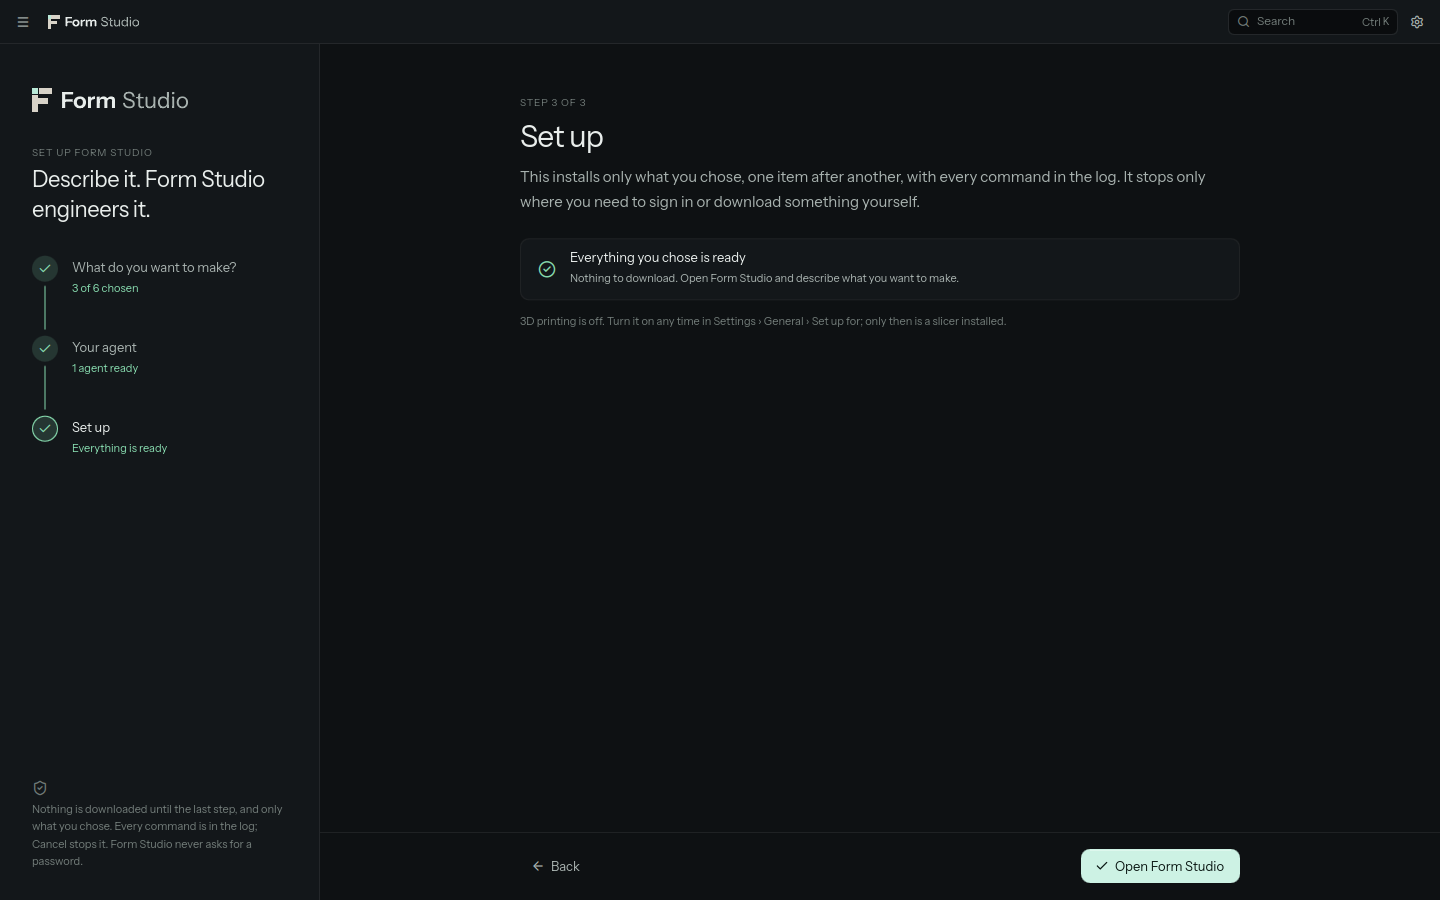 Form Studio
Search
Ctrl K
Form Studio
SET UP FORM STUDIO
Describe it. Form Studio
engineers it.
What do you want to make?
3 of 6 chosen
Your agent
1 agent ready
Set up
Everything is ready
Nothing is downloaded until the last step, and only
what you chose. Every command is in the log;
Cancel stops it. Form Studio never asks for a
password.
STEP 3 OF 3
Set up
This installs only what you chose, one item after another, with every command in the log. It stops only
where you need to sign in or download something yourself.
Everything you chose is ready
Nothing to download. Open Form Studio and describe what you want to make.
3D printing is off. Turn it on any time in Settings › General › Set up for; only then is a slicer installed.
Back
Open Form Studio